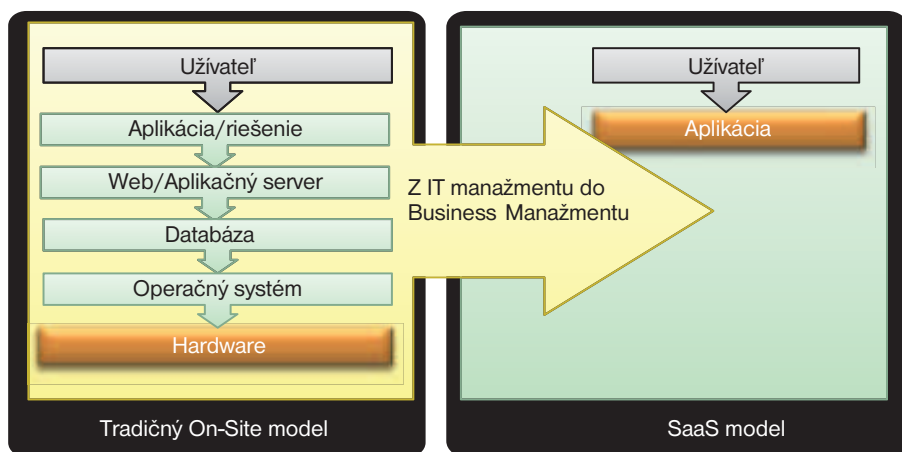 Užívateľ
Aplikácia/riešenie
Web/Aplikačný server
Databáza
Operačný systém
Hardware
Tradičný On-Site model
Z IT manažmentu do
Business Manažmentu
Užívateľ
Aplikácia
SaaS model